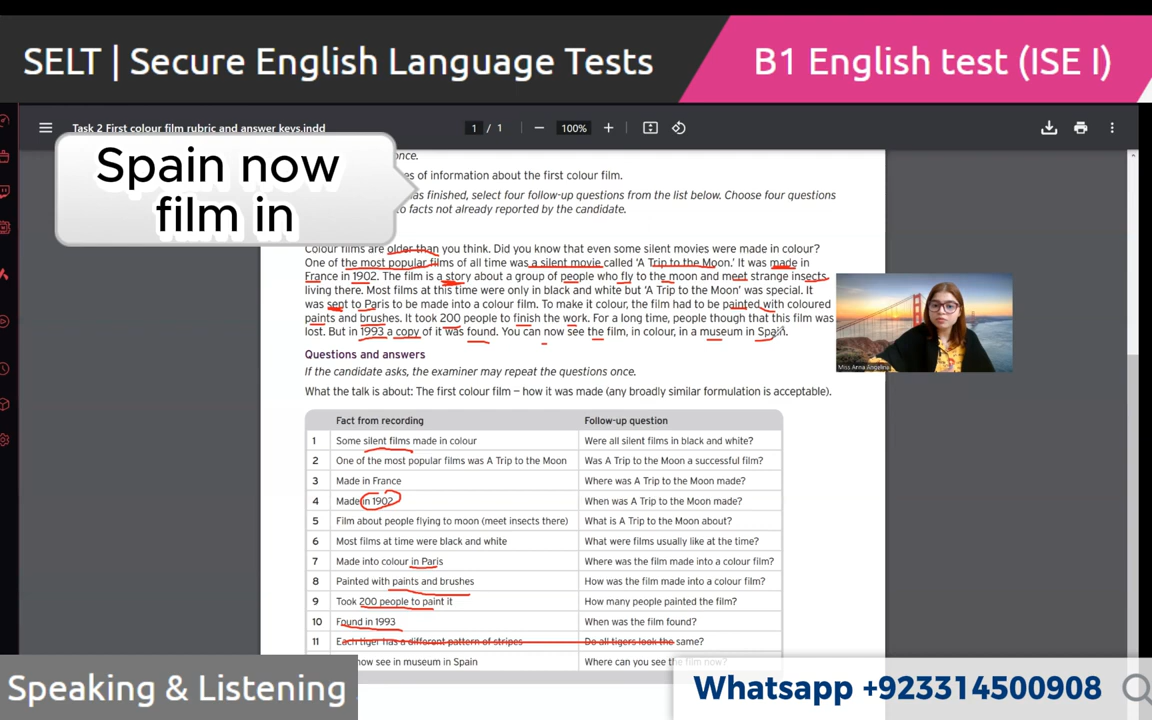 SELT | Secure English Language Tests
B1 English test (ISE I)
Task 2 First colour film rubric and answer keys.indd
1 / 1
100%
Spain now
film in
once.
es of information about the first colour film.
as finished, select four follow-up questions from the list below. Choose four questions
to facts not already reported by the candidate.
Colour films are older than you think. Did you know that even some silent movies were made in colour?
One of the most popular films of all time was a silent movie called 'A Trip to the Moon.' It was made in
France in 1902. The film is a story about a group of people who fly to the moon and meet strange insects
living there. Most films at this time were only in black and white but 'A Trip to the Moon' was special. It
was sent to Paris to be made into a colour film. To make it colour, the film had to be painted with coloured
paints and brushes. It took 200 people to finish the work. For a long time, people though that this film was
lost. But in 1993 a copy of it was found. You can now see the film, in colour, in a museum in Spain.
Miss Arna Angelina
Questions and answers
If the candidate asks, the examiner may repeat the questions once.
What the talk is about: The first colour film – how it was made (any broadly similar formulation is acceptable).
Fact from recording Follow-up question
1 Some silent films made in colour Were all silent films in black and white?
2 One of the most popular films was A Trip to the Moon Was A Trip to the Moon a successful film?
3 Made in France Where was A Trip to the Moon made?
4 Made in 1902 When was A Trip to the Moon made?
5 Film about people flying to moon (meet insects there) What is A Trip to the Moon about?
6 Most films at time were black and white What were films usually like at the time?
7 Made into colour in Paris Where was the film made into a colour film?
8 Painted with paints and brushes How was the film made into a colour film?
9 Took 200 people to paint it How many people painted the film?
10 Found in 1993 When was the film found?
11 Each tiger has a different pattern of stripes Do all tigers look the same?
now see in museum in Spain Where can you see the film now?
Speaking & Listening
Whatsapp +923314500908